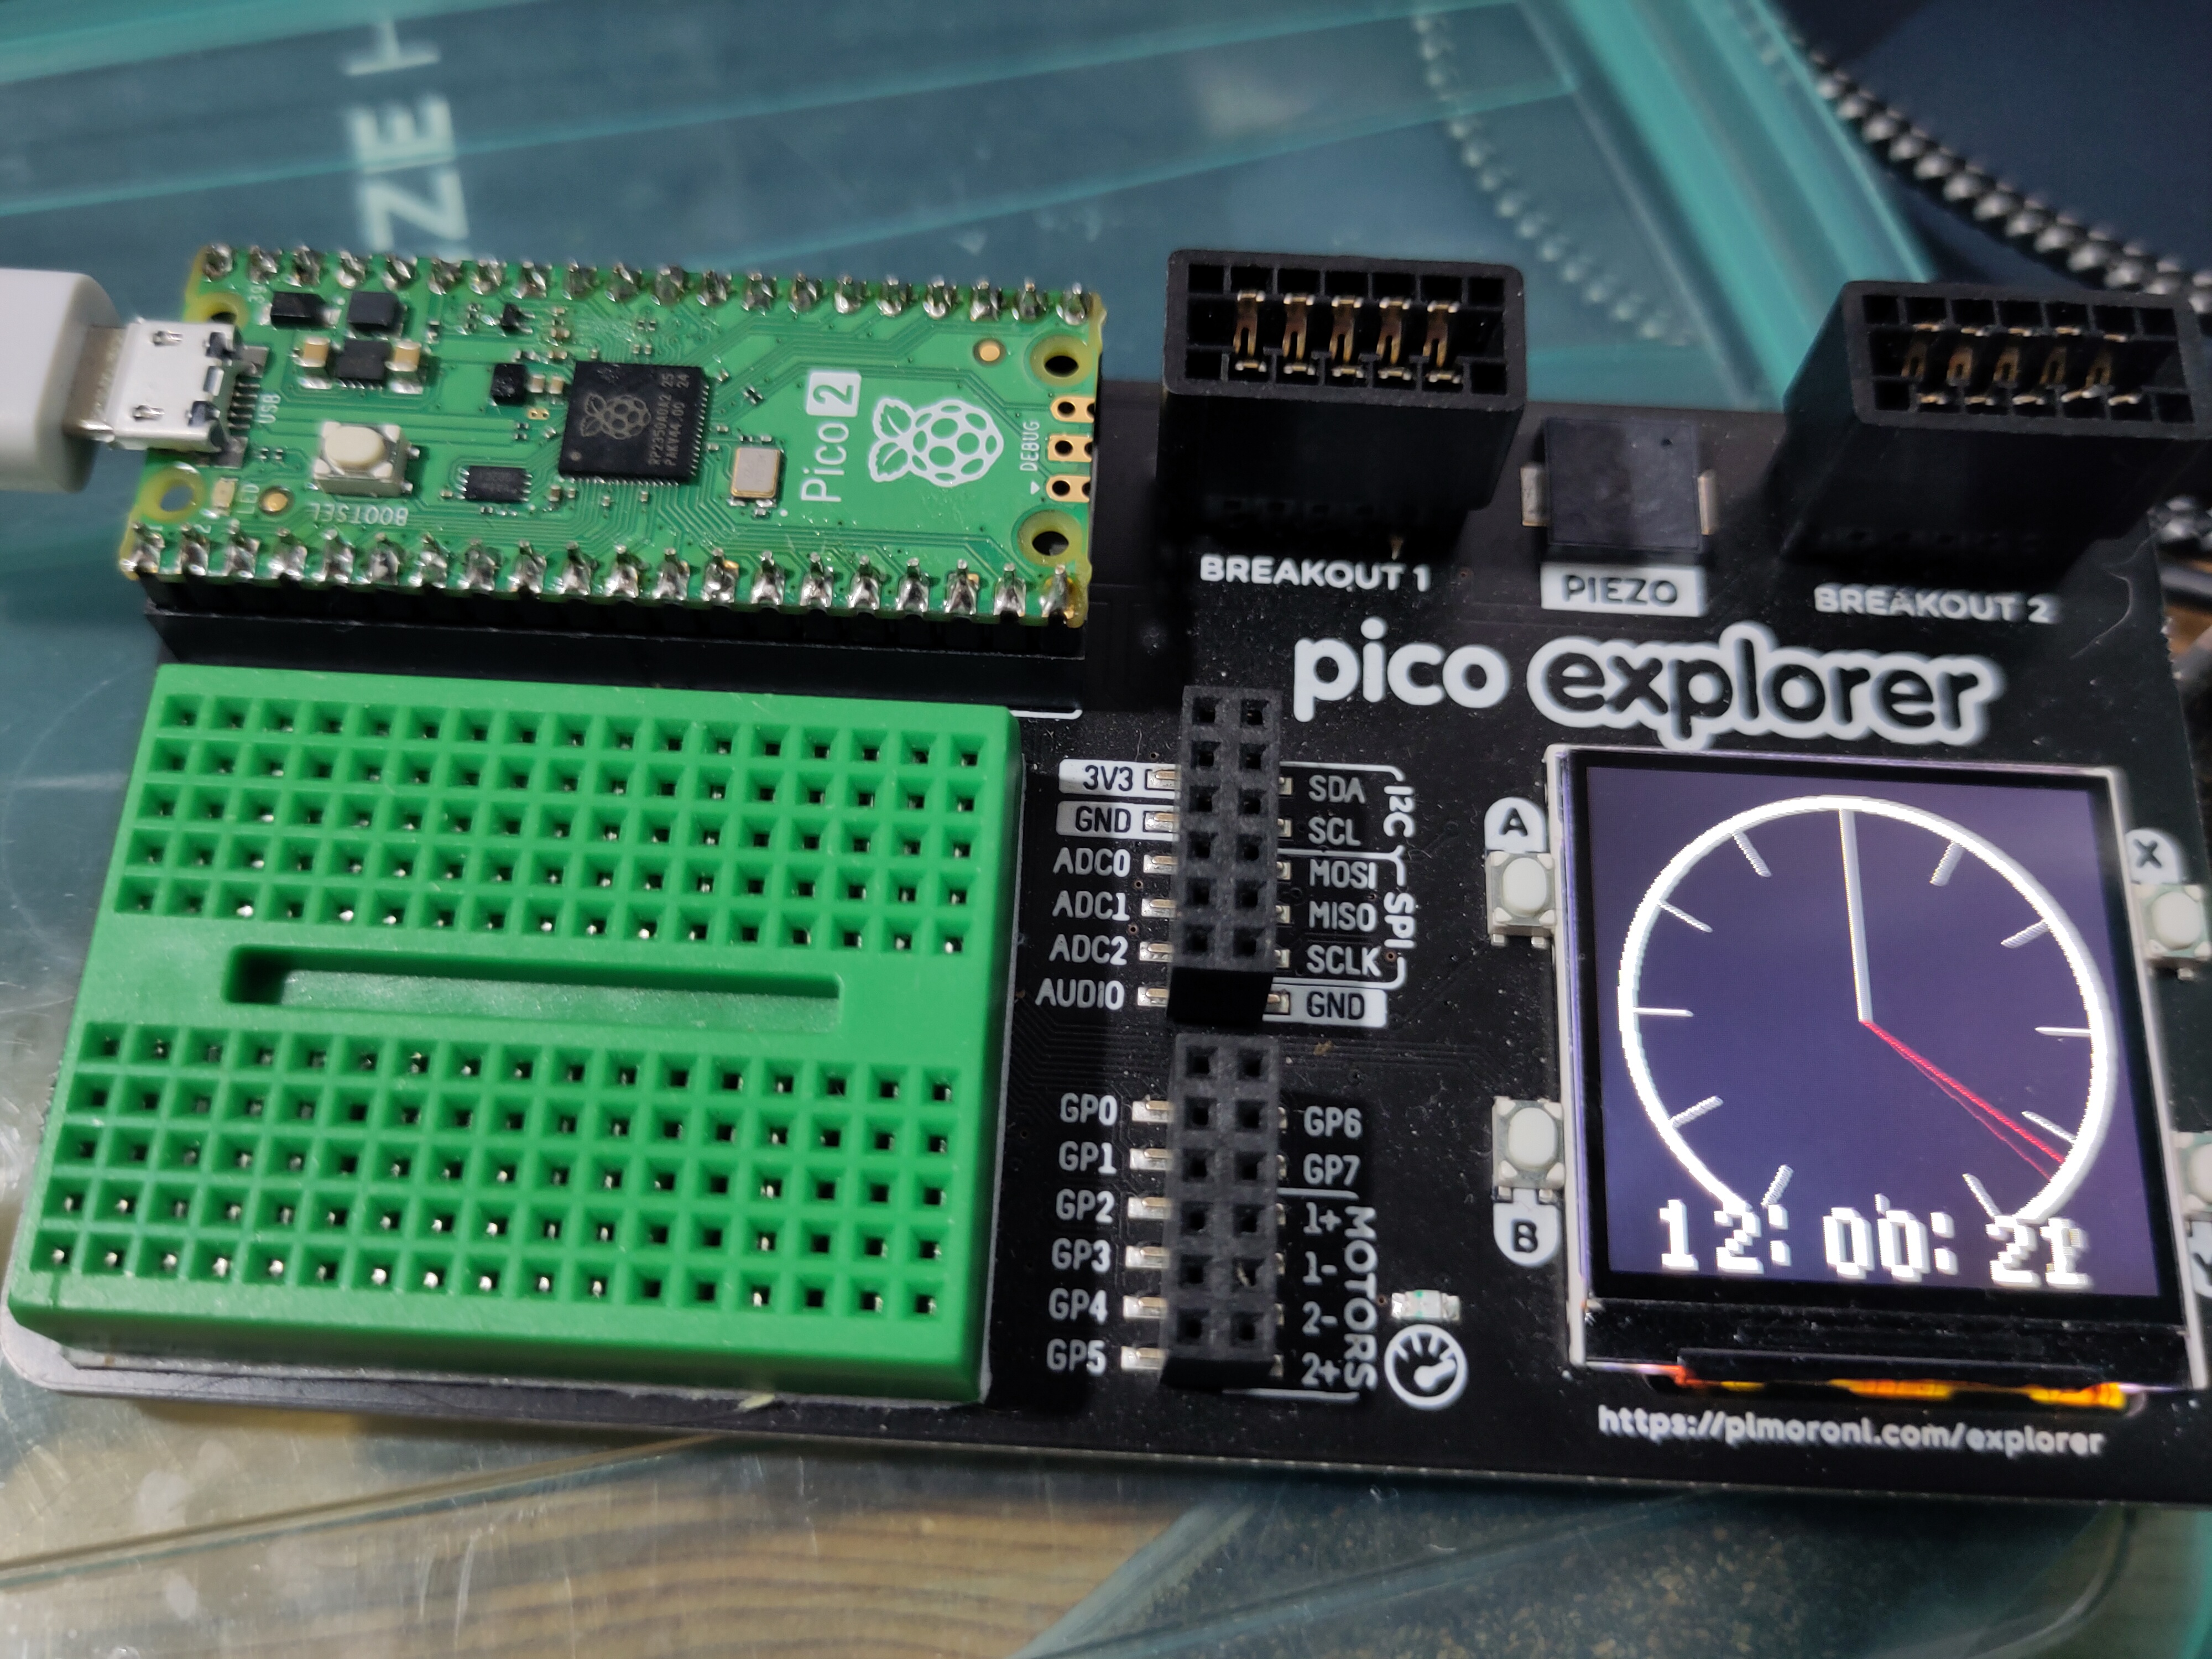 ZE H
USB
LED
BOOTSEL
RP2350
Pico 2
DEBUG
BREAKOUT 1
PIEZO
BREAKOUT 2
pico explorer
3V3
GND
ADC0
ADC1
ADC2
AUDIO
SDA
SCL
MOSI
MISO
SCLK
GND
I2C
SPI
GP0
GP1
GP2
GP3
GP4
GP5
GP6
GP7
1+
1-
2-
2+
MOTORS
A
B
X
12:00:21
https://pimoroni.com/explorer